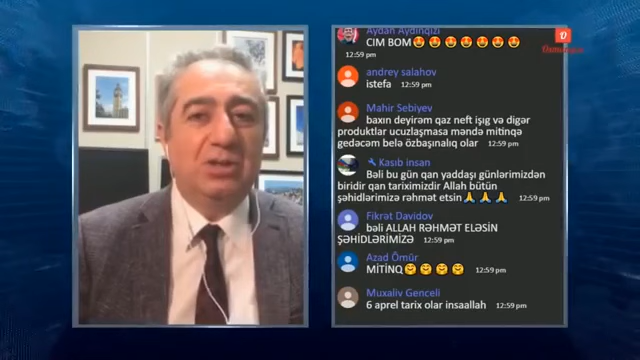 Aydan Aydinqizi
CIM BOM😍😍😍😍😍😍😍
12:59 pm
andrey salahov
istefa 12:59 pm
Mahir Sebiyev
baxın deyirəm qaz neft işıg və digər
produktlar ucuzlaşmasa məndə mitinqə
gedəcəm belə özbaşınalıq olar 12:59 pm
Kasıb insan
Bəli bu gün qan yaddaşı günlərimizdən
biridir qan tariximizdir Allah bütün
şəhidlərimizə rəhmət etsin🙏🙏🙏 12:59 pm
Fikrət Davidov
bəli ALLAH RƏHMƏT ELƏSİN
ŞƏHİDLƏRİMİZƏ 12:59 pm
Azad Ömür
MİTİNQ🤗🤗🤗🤗 12:59 pm
Muxaliv Genceli
6 aprel tarix olar insaallah 12:59 pm